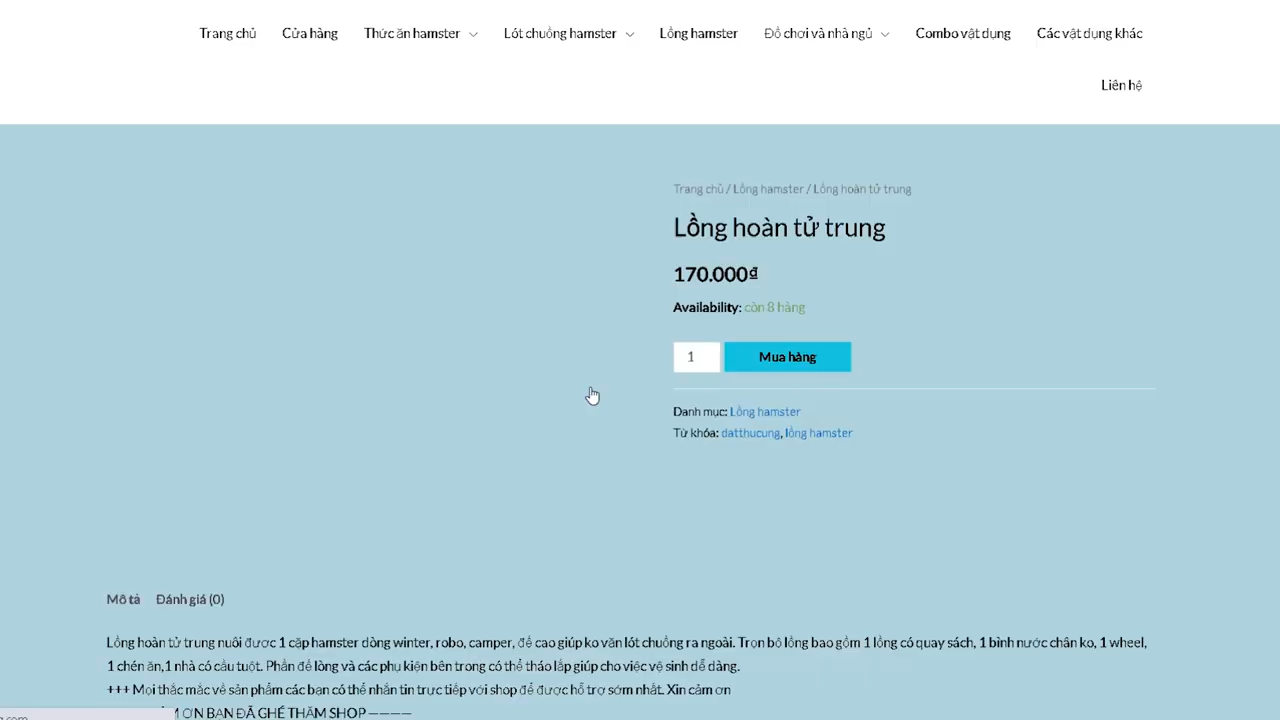 Trang chủ Cửa hàng Thức ăn hamster Lót chuồng hamster Lồng hamster Đồ chơi và nhà ngủ Combo vật dụng Các vật dụng khác
Liên hệ
Trang chủ / Lồng hamster / Lồng hoàn tử trung
Lồng hoàn tử trung
170.000₫
Availability: còn 8 hàng
1 Mua hàng
Danh mục: Lồng hamster
Từ khóa: datthucung, lồng hamster
Mô tả Đánh giá (0)
Lồng hoàn tử trung nuôi được 1 cặp hamster dòng winter, robo, camper, đế cao giúp ko văn lót chuồng ra ngoài. Trọn bô lồng bao gồm 1 lồng có quay sách, 1 bình nước chân ko, 1 wheel,
1 chén ăn,1 nhà có cầu tuột. Phần đế lòng và các phụ kiện bên trong có thể tháo lắp giúp cho việc vệ sinh dễ dàng.
+++ Mọi thắc mắc về sản phẩm các bạn có thể nhắn tin trực tiếp với shop để được hỗ trợ sớm nhất. Xin cảm ơn
ƠN BẠN ĐÃ GHÉ THĂM SHOP ————